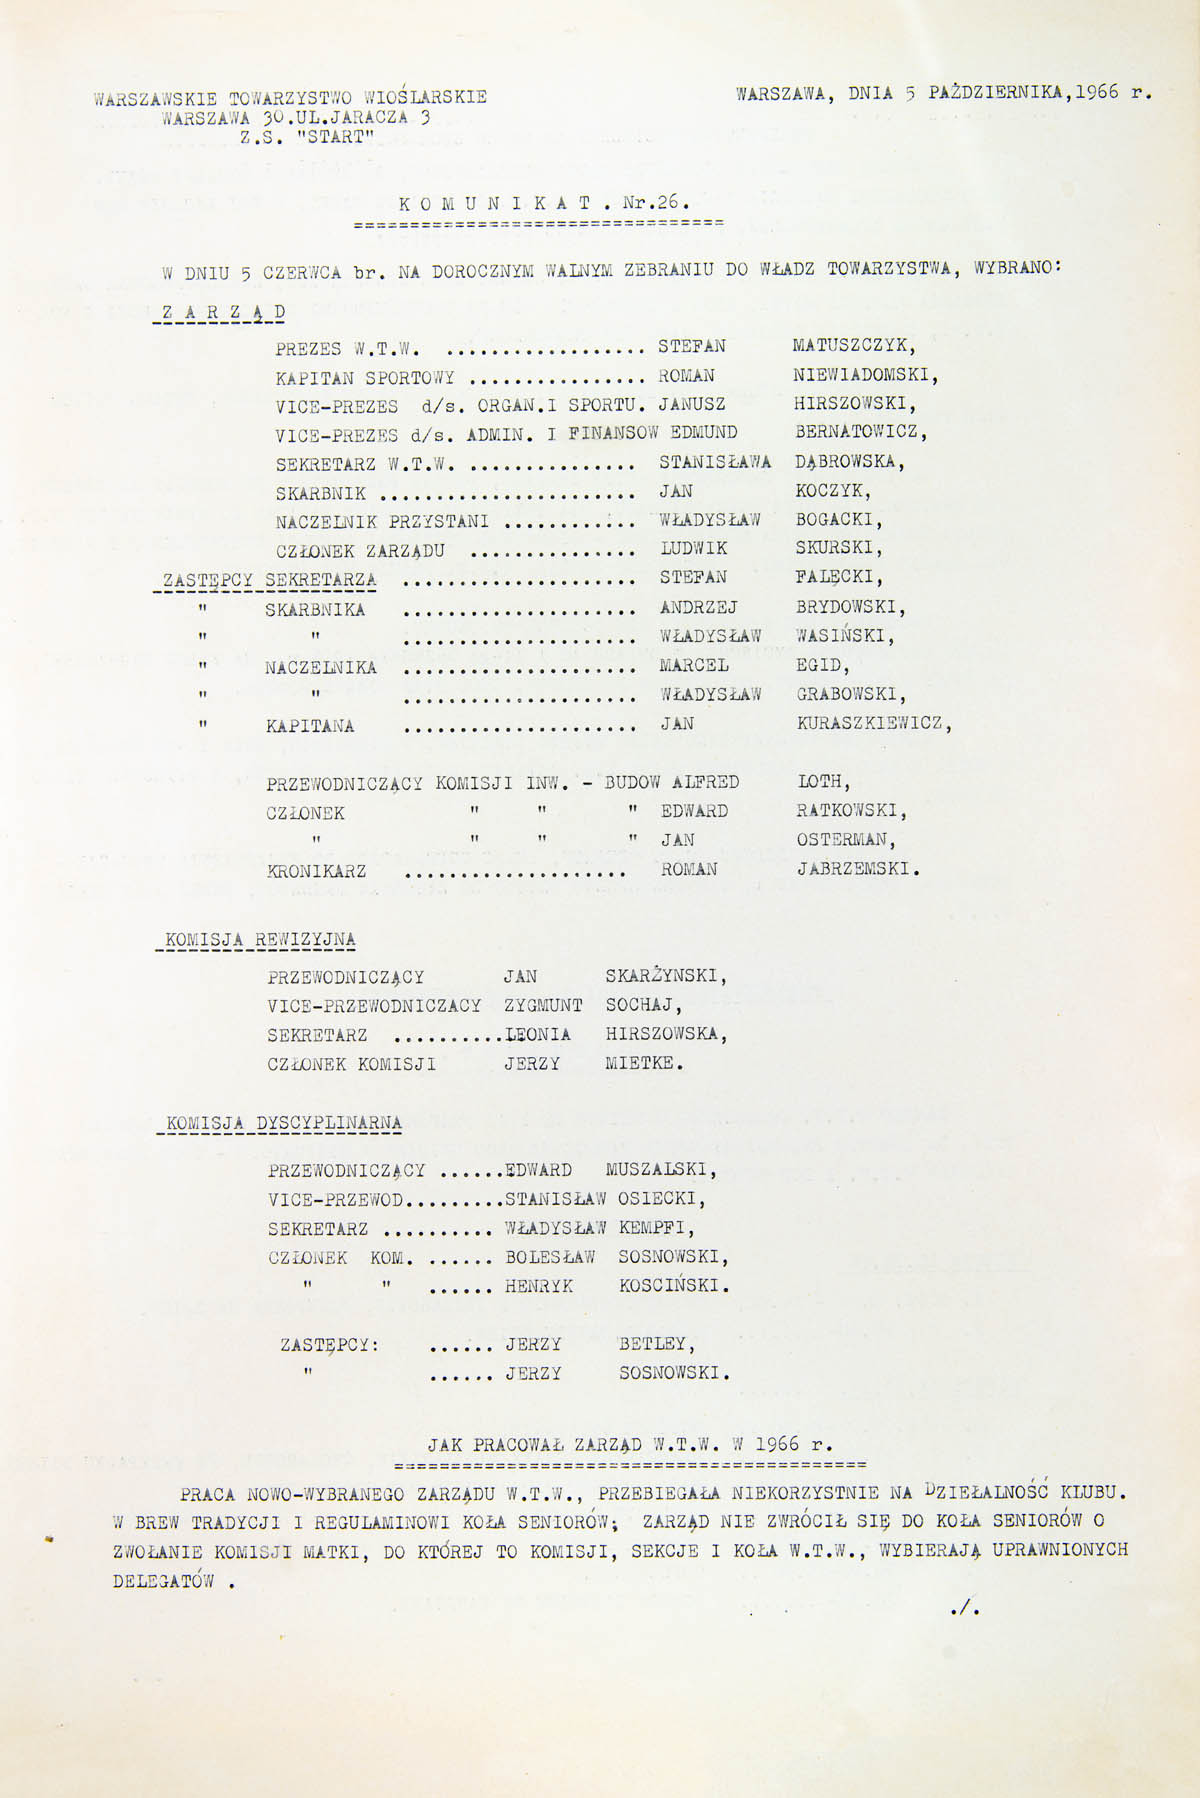 WARSZAWSKIE TOWARZYSTWO WIOŚLARSKIE
WARSZAWA, DNIA 5 PAŹDZIERNIKA,1966 r.
WARSZAWA 30.UL.JARACZA 3
Z.S. "START"
K O M U N I K A T . Nr.26.
W DNIU 5 CZERWCA br. NA DOROCZNYM WALNYM ZEBRANIU DO WŁADZ TOWARZYSTWA, WYBRANO:
Z A R Z Ą D
PREZES W.T.W. .................. STEFAN MATUSZCZYK,
KAPITAN SPORTOWY ................ ROMAN NIEWIADOMSKI,
VICE-PREZES d/s. ORGAN.I SPORTU. JANUSZ HIRSZOWSKI,
VICE-PREZES d/s. ADMIN. I FINANSOW EDMUND BERNATOWICZ,
SEKRETARZ W.T.W. ............... STANISŁAWA DĄBROWSKA,
SKARBNIK ....................... JAN KOCZYK,
NACZELNIK PRZYSTANI ............ WŁADYSŁAW BOGACKI,
CZŁONEK ZARZĄDU ............... LUDWIK SKURSKI,
ZASTĘPCY SEKRETARZA ..................... STEFAN FALĘCKI,
" SKARBNIKA ..................... ANDRZEJ BRYDOWSKI,
" " ..................... WŁADYSŁAW WASIŃSKI,
" NACZELNIKA ..................... MARCEL EGID,
" " ..................... WŁADYSŁAW GRABOWSKI,
" KAPITANA ..................... JAN KURASZKIEWICZ,
PRZEWODNICZĄCY KOMISJI INW. - BUDOW ALFRED LOTH,
CZŁONEK " " " EDWARD RATKOWSKI,
" " " " JAN OSTERMAN,
KRONIKARZ .................... ROMAN JABRZEMSKI.
KOMISJA REWIZYJNA
PRZEWODNICZĄCY JAN SKARŻYNSKI,
VICE-PRZEWODNICZACY ZYGMUNT SOCHAJ,
SEKRETARZ ..........LEONIA HIRSZOWSKA,
CZŁONEK KOMISJI JERZY MIETKE.
KOMISJA DYSCYPLINARNA
PRZEWODNICZĄCY ......EDWARD MUSZALSKI,
VICE-PRZEWOD.........STANISŁAW OSIECKI,
SEKRETARZ .......... WŁADYSŁAW KEMPFI,
CZŁONEK KOM. ...... BOLESŁAW SOSNOWSKI,
" " ...... HENRYK KOSCIŃSKI.
ZASTĘPCY: ...... JERZY BETLEY,
" ...... JERZY SOSNOWSKI.
JAK PRACOWAŁ ZARZĄD W.T.W. W 1966 r.
PRACA NOWO-WYBRANEGO ZARZĄDU W.T.W., PRZEBIEGAŁA NIEKORZYSTNIE NA DZIEŁALNOŚĆ KLUBU.
W BREW TRADYCJI I REGULAMINOWI KOŁA SENIORÓW; ZARZĄD NIE ZWRÓCIŁ SIĘ DO KOŁA SENIORÓW O
ZWOŁANIE KOMISJI MATKI, DO KTÓREJ TO KOMISJI, SEKCJE I KOŁA W.T.W., WYBIERAJĄ UPRAWNIONYCH
DELEGATÓW .
./.